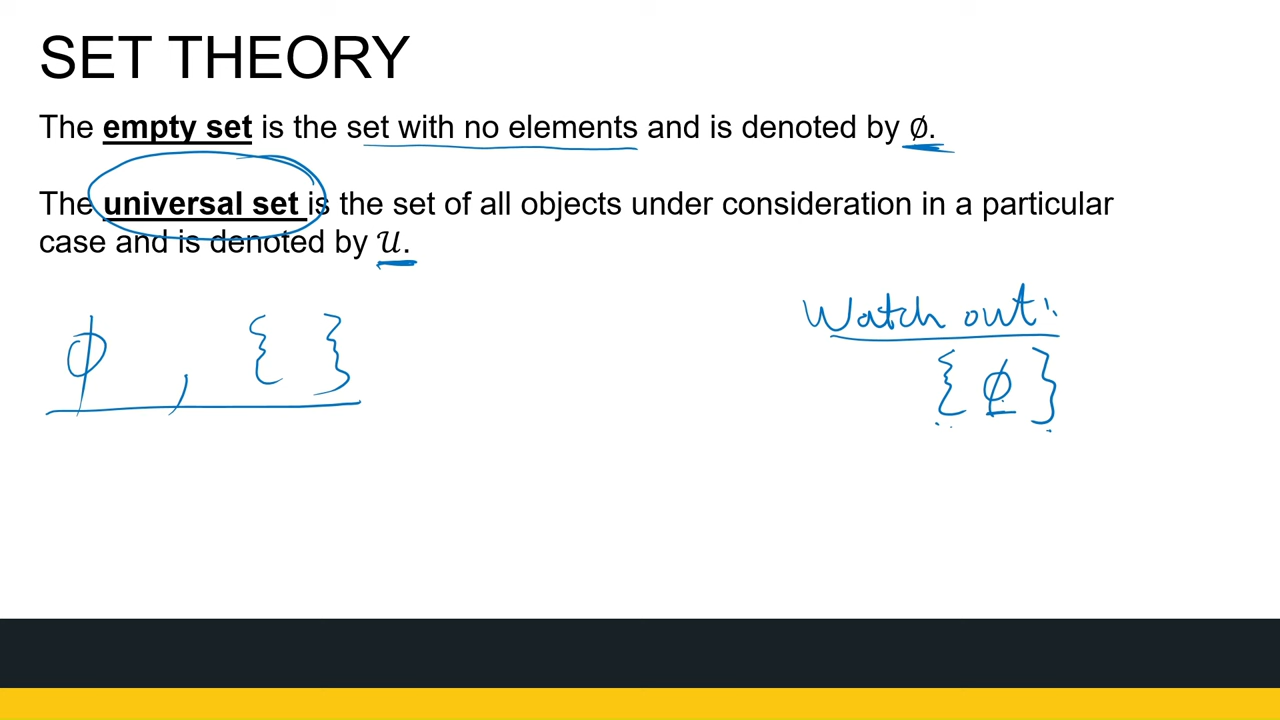 SET THEORY
The empty set is the set with no elements and is denoted by ∅.
The universal set is the set of all objects under consideration in a particular
case and is denoted by 𝒰.
Watch out:
∅ , { }
{ ∅ }